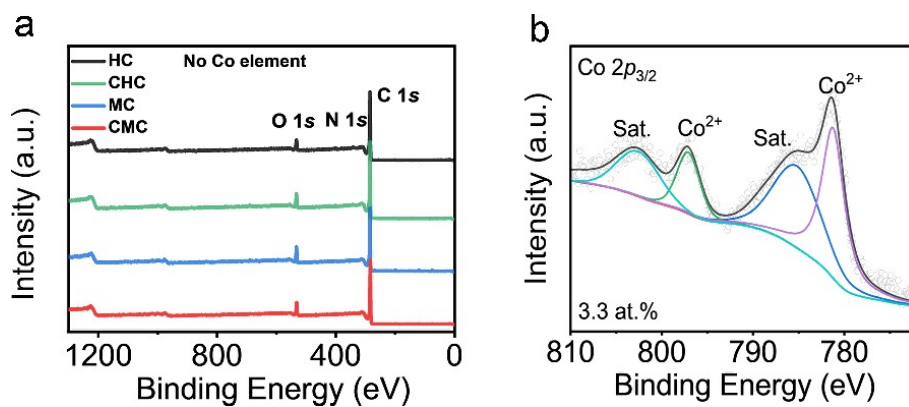 a
HC
CHC
MC
CMC
No Co element
O 1s
N 1s
C 1s
Intensity (a.u.)
1200
800
400
0
Binding Energy (eV)
b
Co 2p3/2
Sat.
Co2+
Sat.
Co2+
3.3 at.%
Intensity (a.u.)
810
800
790
780
Binding Energy (eV)